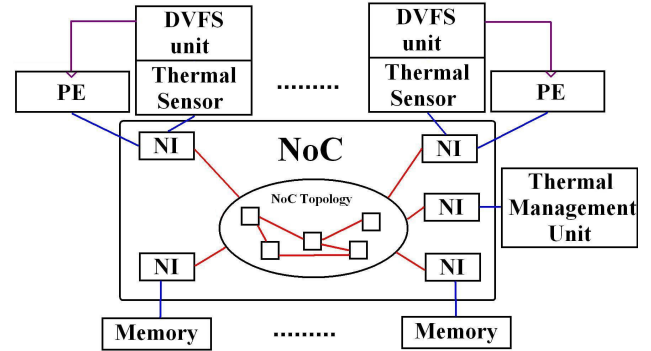 DVFS
unit
DVFS
unit
PE
Thermal
Sensor
.........
Thermal
Sensor
PE
NI
NoC
NI
NoC Topology
NI
Thermal
Management
Unit
NI
NI
Memory
.........
Memory